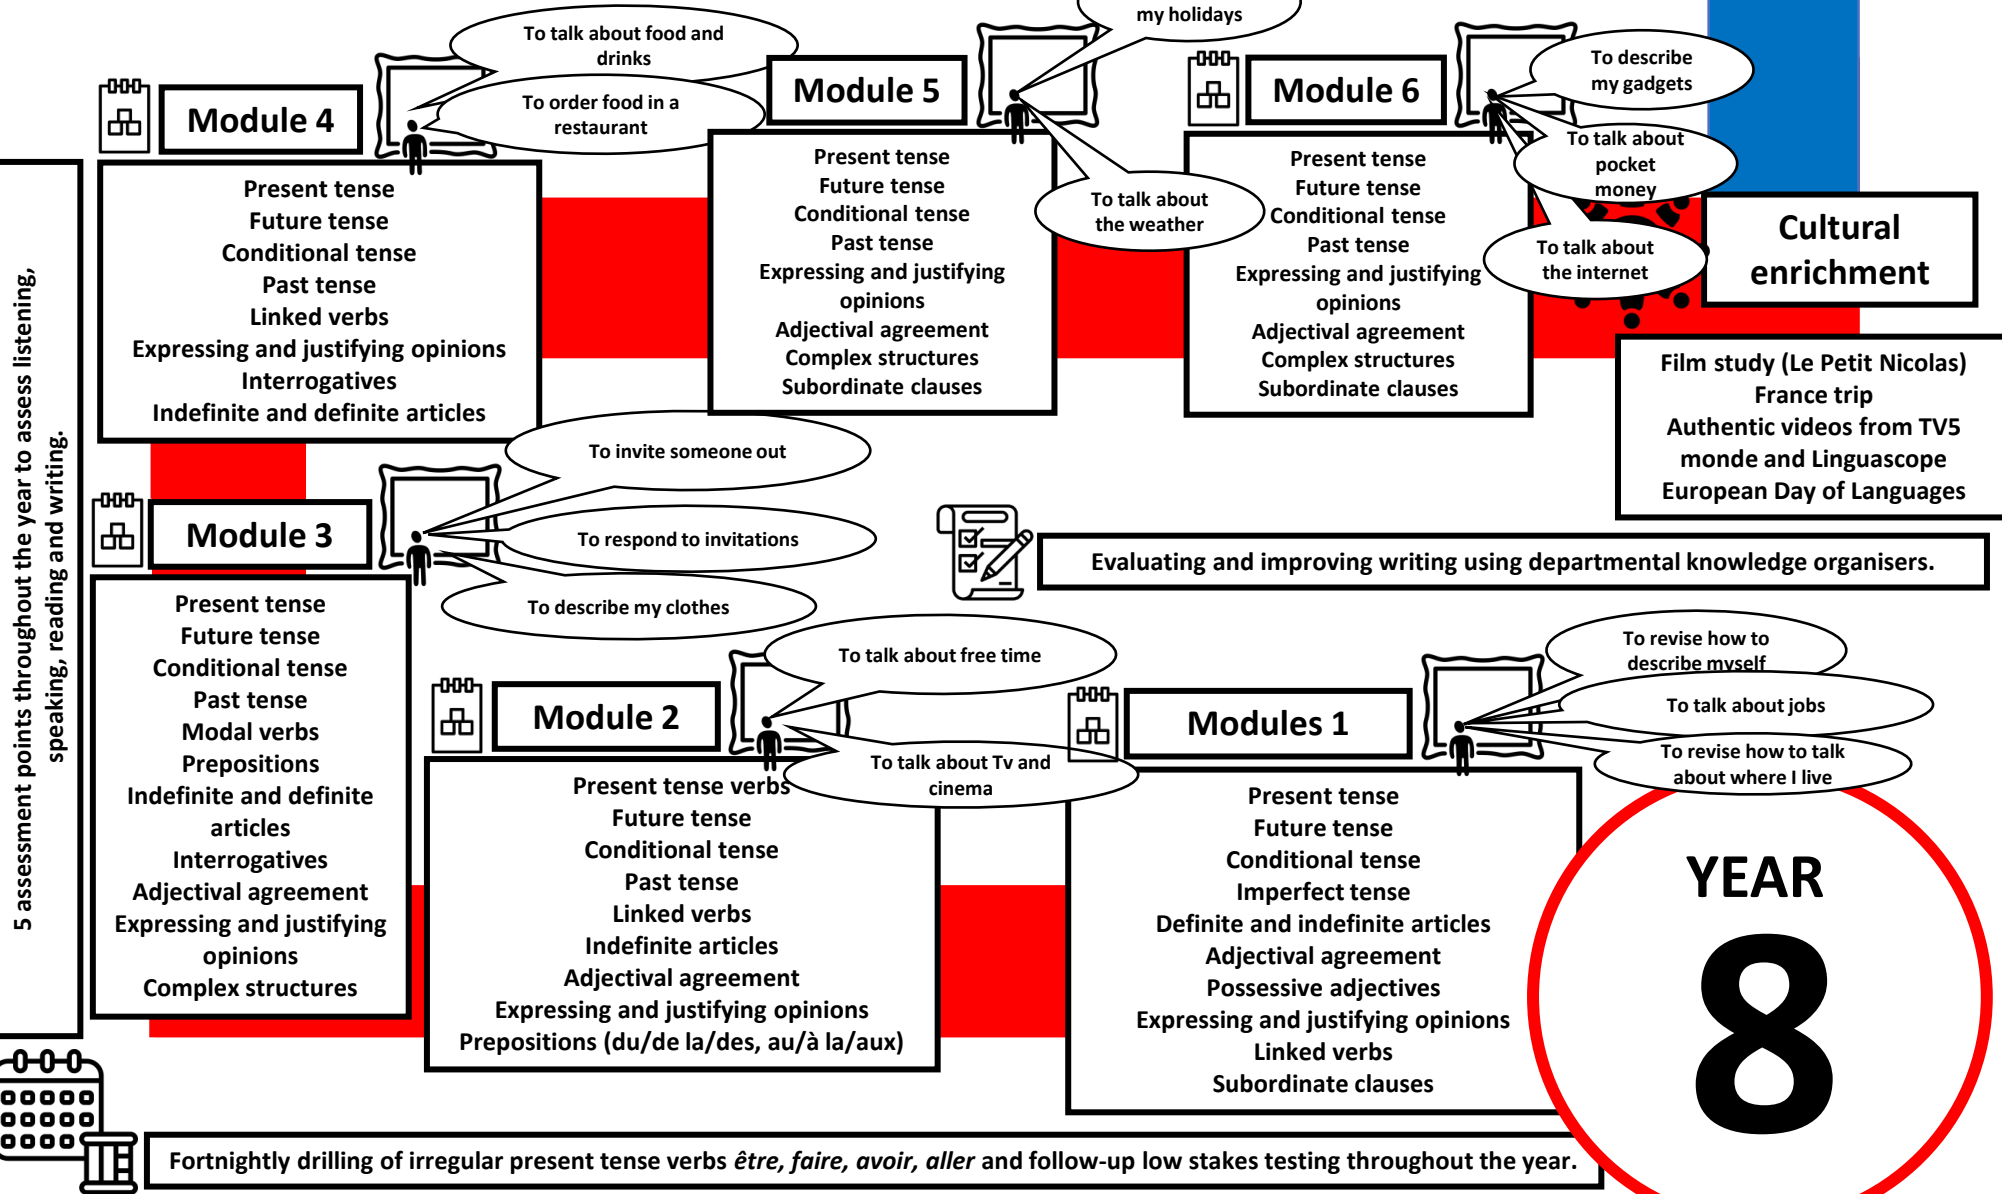 my holidays
To talk about food and
drinks
To order food in a
restaurant
To describe
my gadgets
To talk about
pocket
money
To talk about
the internet
To talk about
the weather
Module 4
Present tense
Future tense
Conditional tense
Past tense
Linked verbs
Expressing and justifying opinions
Interrogatives
Indefinite and definite articles
Module 5
Present tense
Future tense
Conditional tense
Past tense
Expressing and justifying
opinions
Adjectival agreement
Complex structures
Subordinate clauses
Module 6
Present tense
Future tense
Conditional tense
Past tense
Expressing and justifying
opinions
Adjectival agreement
Complex structures
Subordinate clauses
Cultural
enrichment
Film study (Le Petit Nicolas)
France trip
Authentic videos from TV5
monde and Linguascope
European Day of Languages
5 assessment points throughout the year to assess listening,
speaking, reading and writing.
To invite someone out
To respond to invitations
To describe my clothes
Module 3
Present tense
Future tense
Conditional tense
Past tense
Modal verbs
Prepositions
Indefinite and definite
articles
Interrogatives
Adjectival agreement
Expressing and justifying
opinions
Complex structures
Evaluating and improving writing using departmental knowledge organisers.
To talk about free time
To talk about Tv and
cinema
Module 2
Present tense verbs
Future tense
Conditional tense
Past tense
Linked verbs
Indefinite articles
Adjectival agreement
Expressing and justifying opinions
Prepositions (du/de la/des, au/à la/aux)
To revise how to
describe myself
To talk about jobs
To revise how to talk
about where I live
Modules 1
Present tense
Future tense
Conditional tense
Imperfect tense
Definite and indefinite articles
Adjectival agreement
Possessive adjectives
Expressing and justifying opinions
Linked verbs
Subordinate clauses
YEAR
8
Fortnightly drilling of irregular present tense verbs être, faire, avoir, aller and follow-up low stakes testing throughout the year.